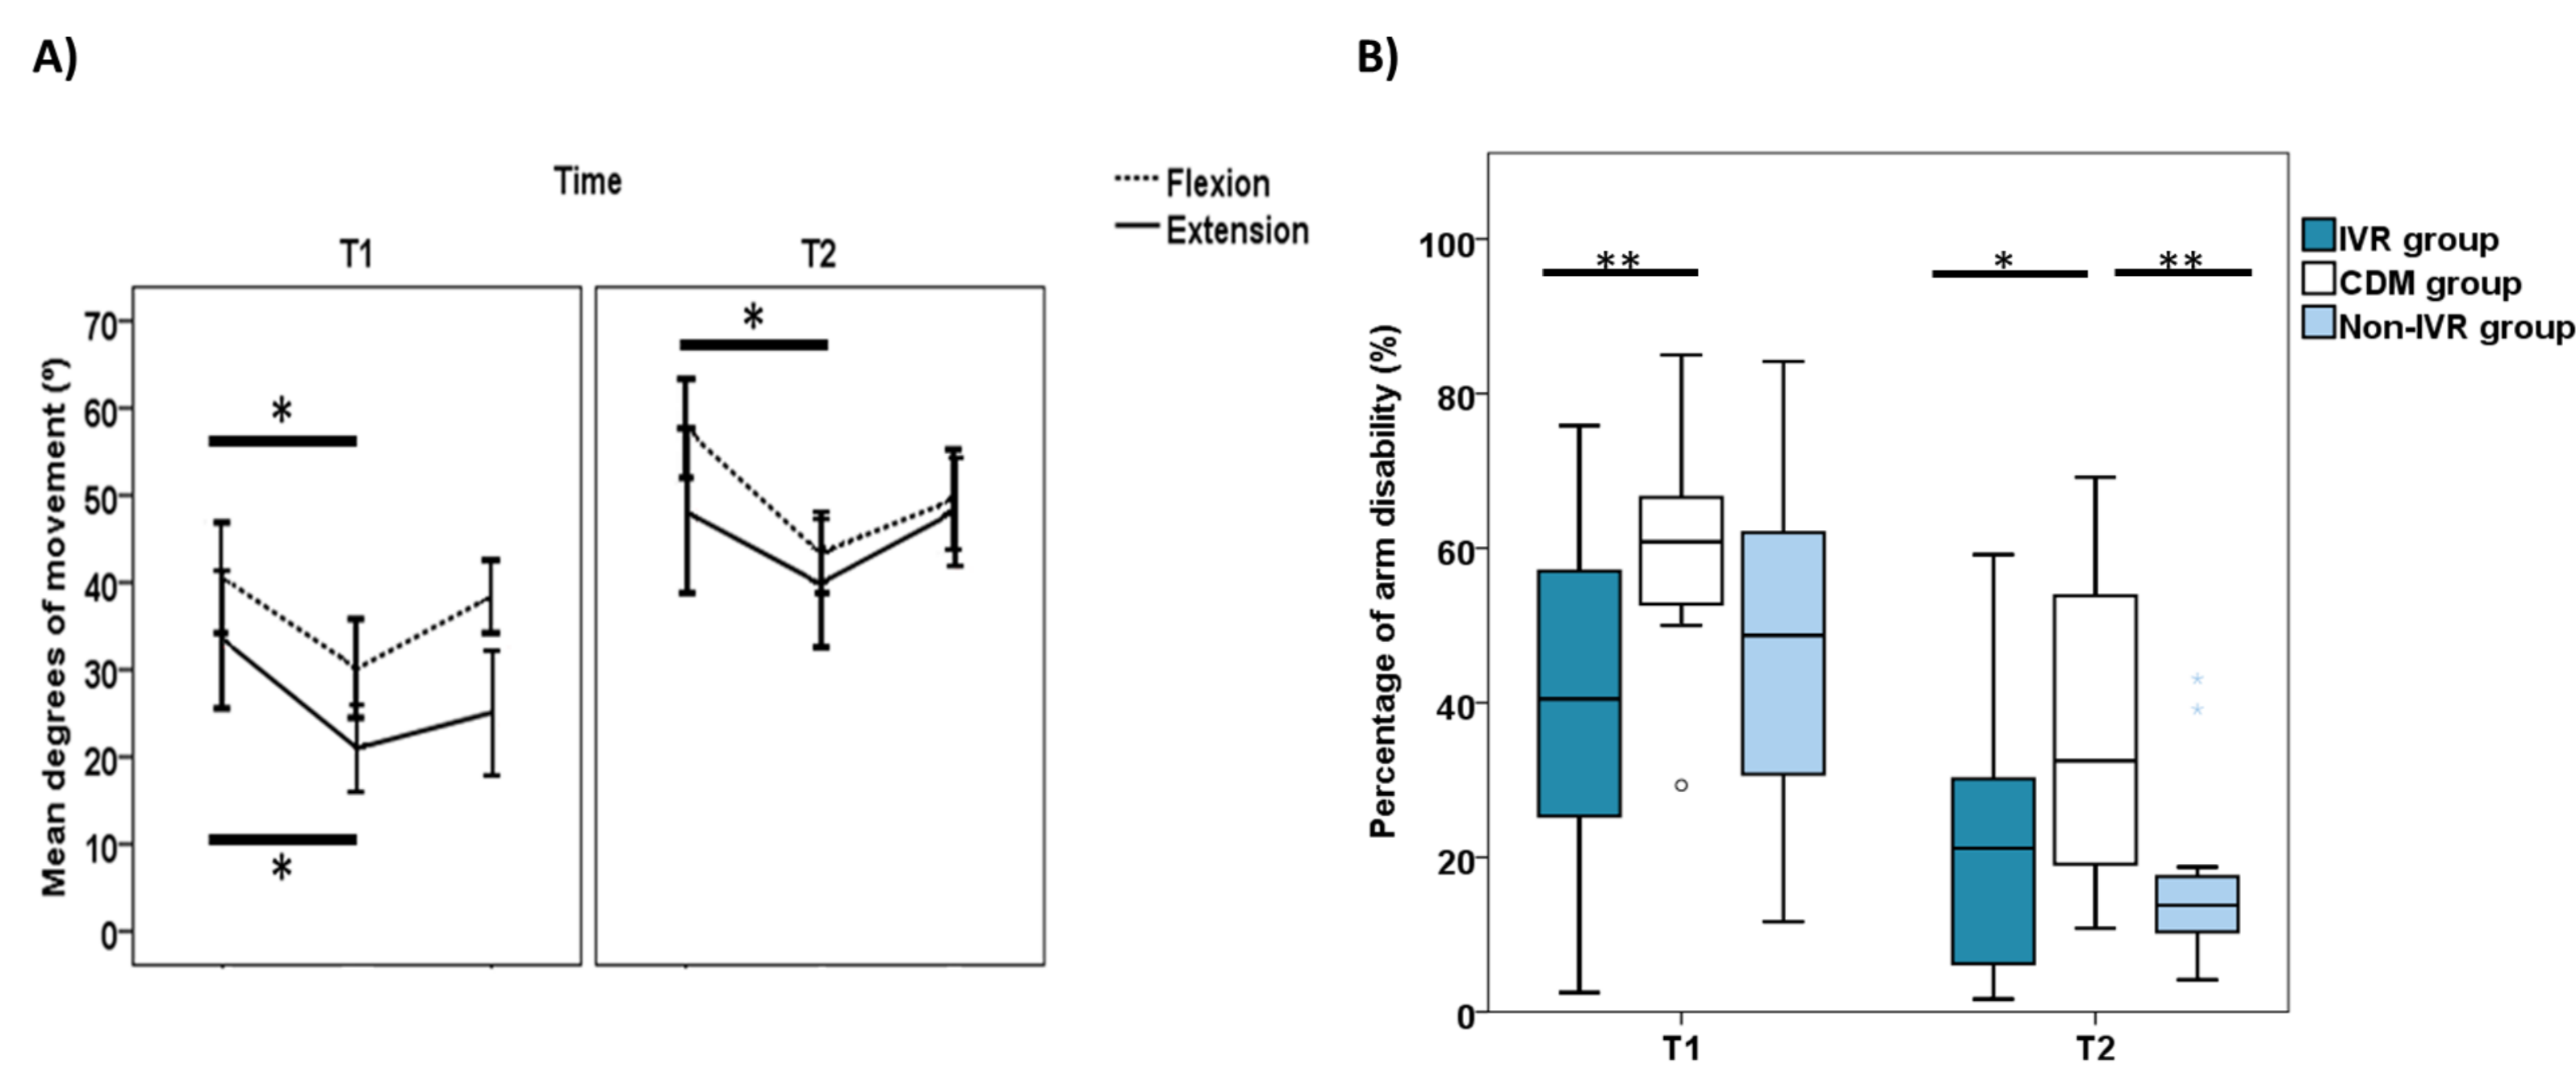 A)
Time
T1
T2
Flexion
Extension
Mean degrees of movement (º)
70
60
50
40
30
20
10
0
*
*
*
B)
Percentage of arm disability (%)
100
80
60
40
20
0
**
*
**
T1
T2
IVR group
CDM group
Non-IVR group